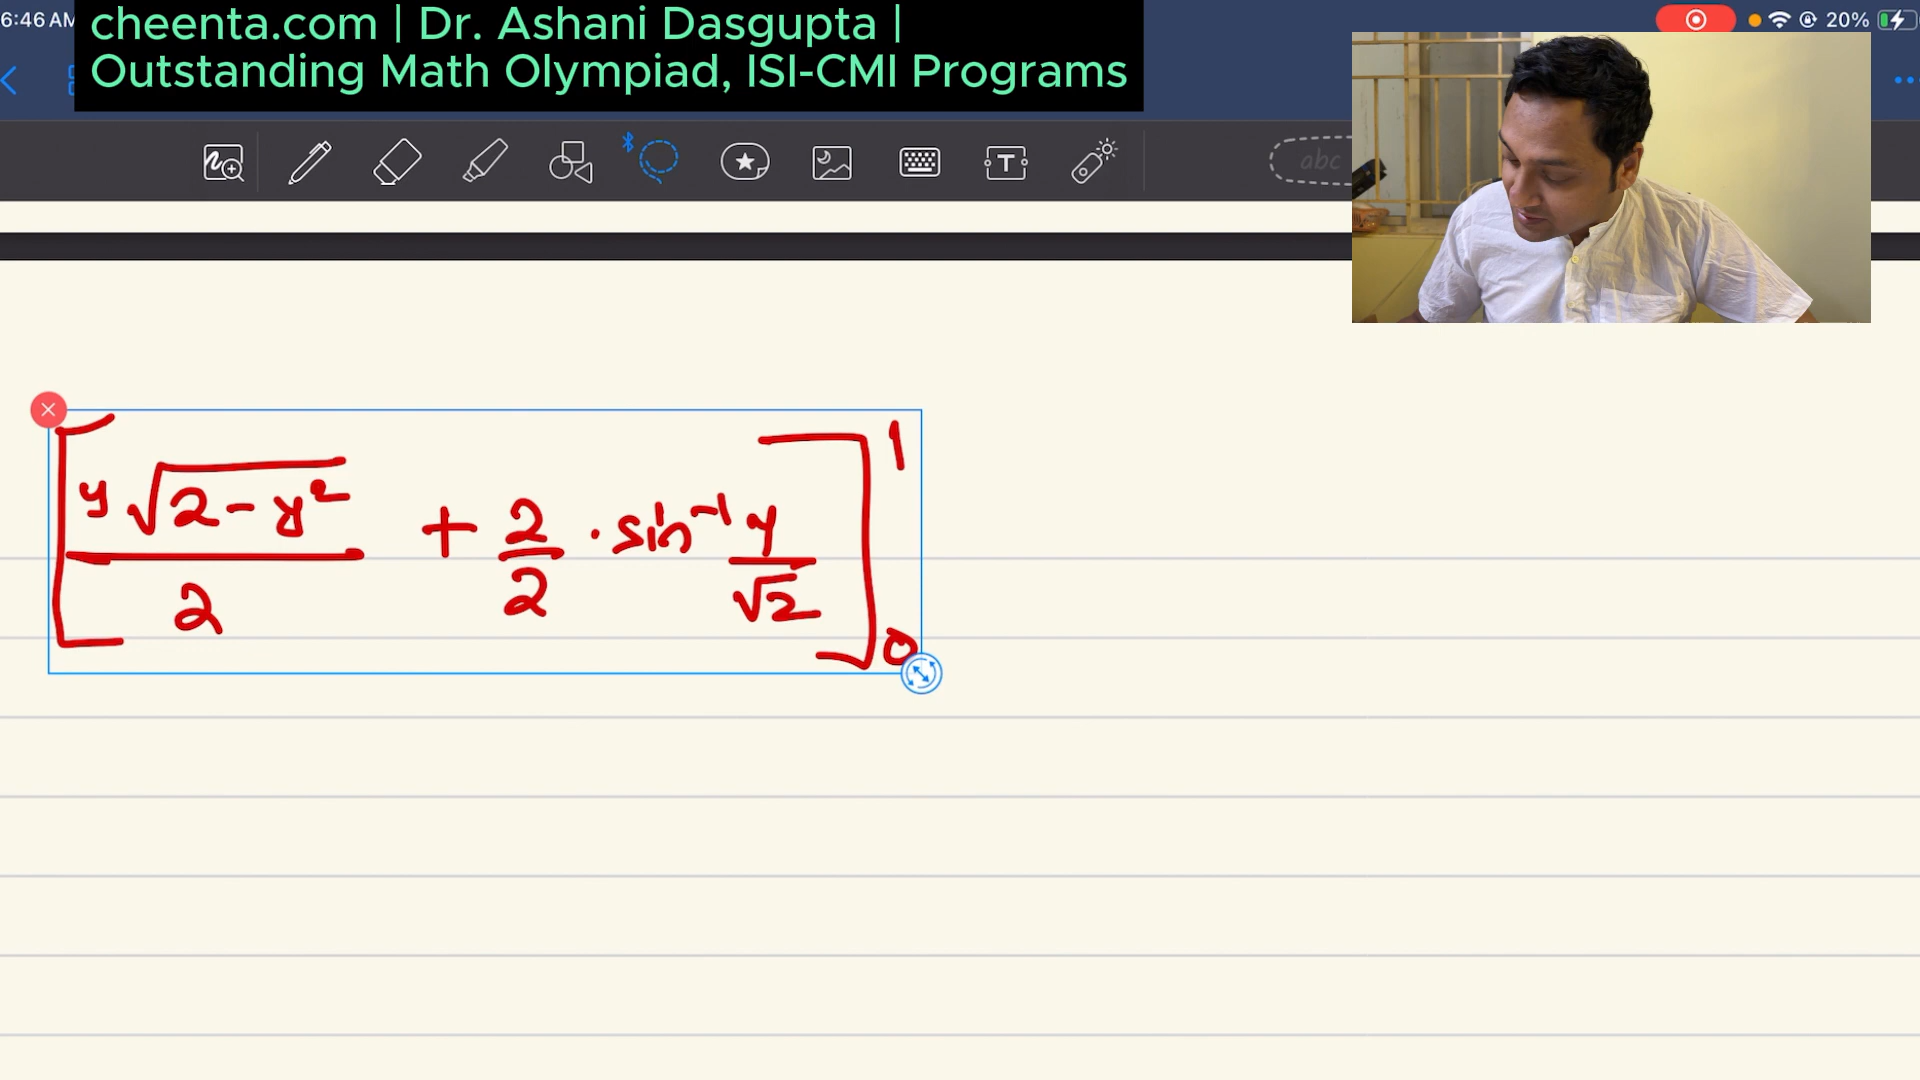 6:46 AM
cheenta.com | Dr. Ashani Dasgupta |
Outstanding Math Olympiad, ISI-CMI Programs
20%
T
abc
[ y√(2 - y²) / 2 + 2/2 · sin⁻¹ y/√2 ]₀¹